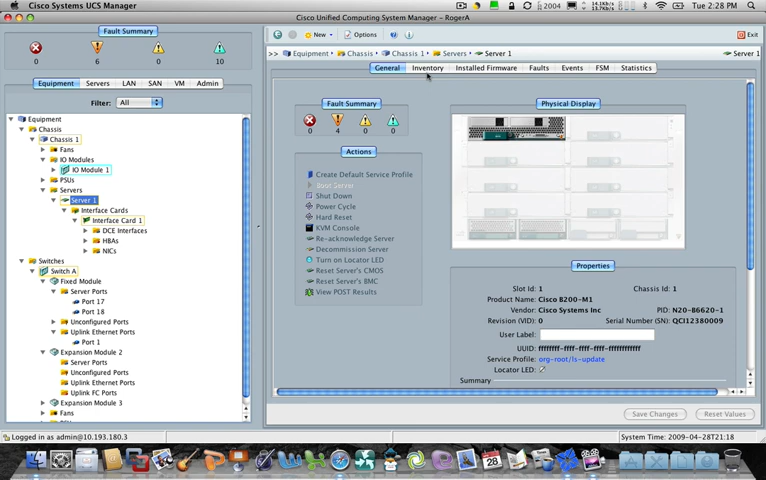 Cisco Systems UCS Manager
2004
14.1Kb
13.7Kb
Tue 2:28 PM
Cisco Unified Computing System Manager - RogerA
Fault Summary
0 6 0 10
Equipment Servers LAN SAN VM Admin
Filter: All
Equipment
Chassis
Chassis 1
Fans
IO Modules
IO Module 1
PSUs
Servers
Server 1
Interface Cards
Interface Card 1
DCE Interfaces
HBAs
NICs
Switches
Switch A
Fixed Module
Server Ports
Port 17
Port 18
Unconfigured Ports
Uplink Ethernet Ports
Port 1
Expansion Module 2
Server Ports
Unconfigured Ports
Uplink Ethernet Ports
Uplink FC Ports
Expansion Module 3
Fans
New Options Exit
>> Equipment Chassis Chassis 1 Servers Server 1 Server 1
General Inventory Installed Firmware Faults Events FSM Statistics
Fault Summary
0 4 0 0
Actions
Create Default Service Profile
Boot Server
Shut Down
Power Cycle
Hard Reset
KVM Console
Re-acknowledge Server
Decommission Server
Turn on Locator LED
Reset Server's CMOS
Reset Server's BMC
View POST Results
Physical Display
Properties
Slot Id: 1 Chassis Id: 1
Product Name: Cisco B200-M1
Vendor: Cisco Systems Inc PID: N20-B6620-1
Revision (VID): 0 Serial Number (SN): QCI12380009
User Label:
UUID: ffffffff-ffff-ffff-ffff-ffffffffffff
Service Profile: org-root/ls-update
Locator LED:
Summary
Save Changes Reset Values
Logged in as admin@10.193.180.3 System Time: 2009-04-28T21:18
28